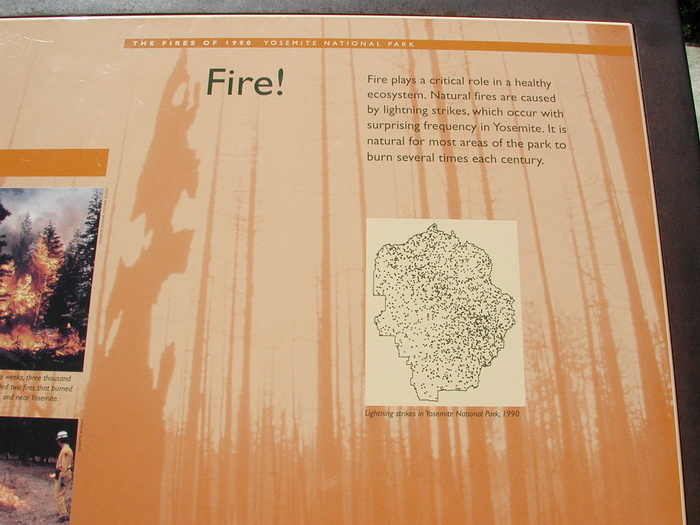 THE FIRES OF 1990 YOSEMITE NATIONAL PARK
Fire!
Fire plays a critical role in a healthy
ecosystem. Natural fires are caused
by lightning strikes, which occur with
surprising frequency in Yosemite. It is
natural for most areas of the park to
burn several times each century.
Lightning strikes in Yosemite National Park, 1990
weeks, three thousand
two fires that burned
and near Yosemite.